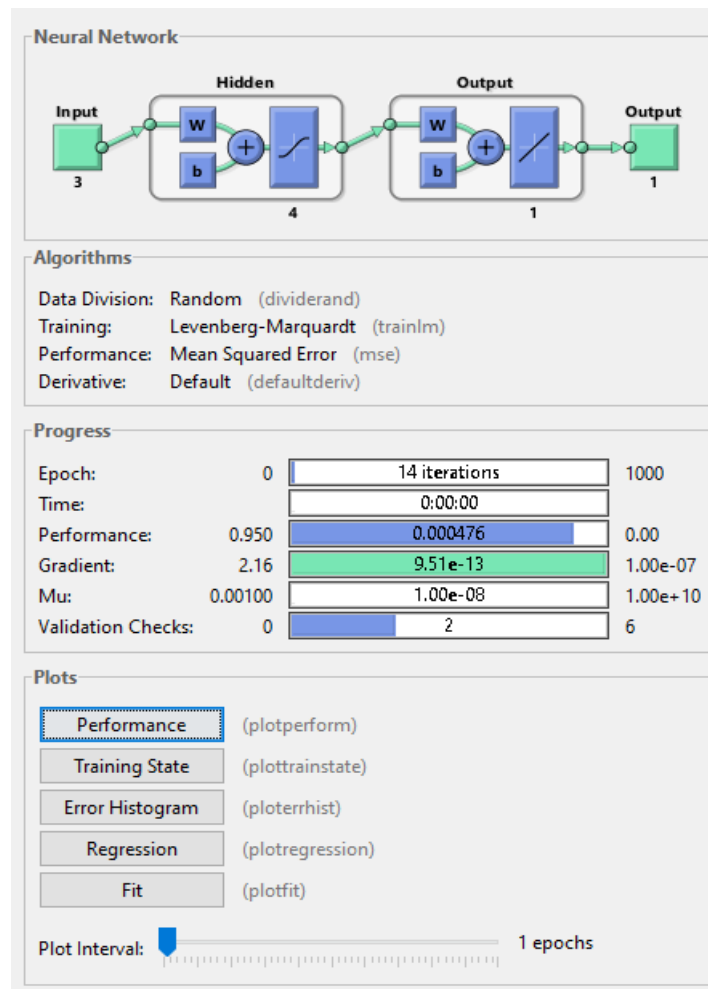 Neural Network
Hidden Output
Input Output
W W
b b
3 4 1 1
Algorithms
Data Division: Random (dividerand)
Training: Levenberg-Marquardt (trainlm)
Performance: Mean Squared Error (mse)
Derivative: Default (defaultderiv)
Progress
Epoch: 0 14 iterations 1000
Time: 0:00:00
Performance: 0.950 0.000476 0.00
Gradient: 2.16 9.51e-13 1.00e-07
Mu: 0.00100 1.00e-08 1.00e+10
Validation Checks: 0 2 6
Plots
Performance (plotperform)
Training State (plottrainstate)
Error Histogram (ploterrhist)
Regression (plotregression)
Fit (plotfit)
Plot Interval: 1 epochs